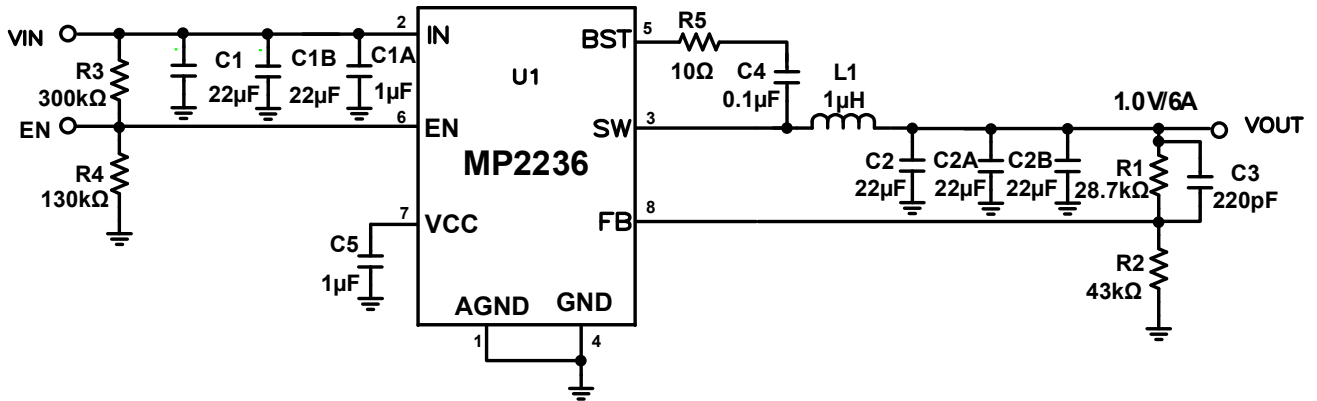 VIN
R3
300kΩ
EN
R4
130kΩ
C1
22µF
C1B
22µF
C1A
1µF
2
IN
6
EN
7
VCC
C5
1µF
U1
MP2236
AGND
GND
1
4
BST
5
SW
3
FB
8
R5
10Ω
C4
0.1µF
L1
1µH
C2
22µF
C2A
22µF
C2B
22µF
1.0V/6A
VOUT
R1
28.7kΩ
C3
220pF
R2
43kΩ